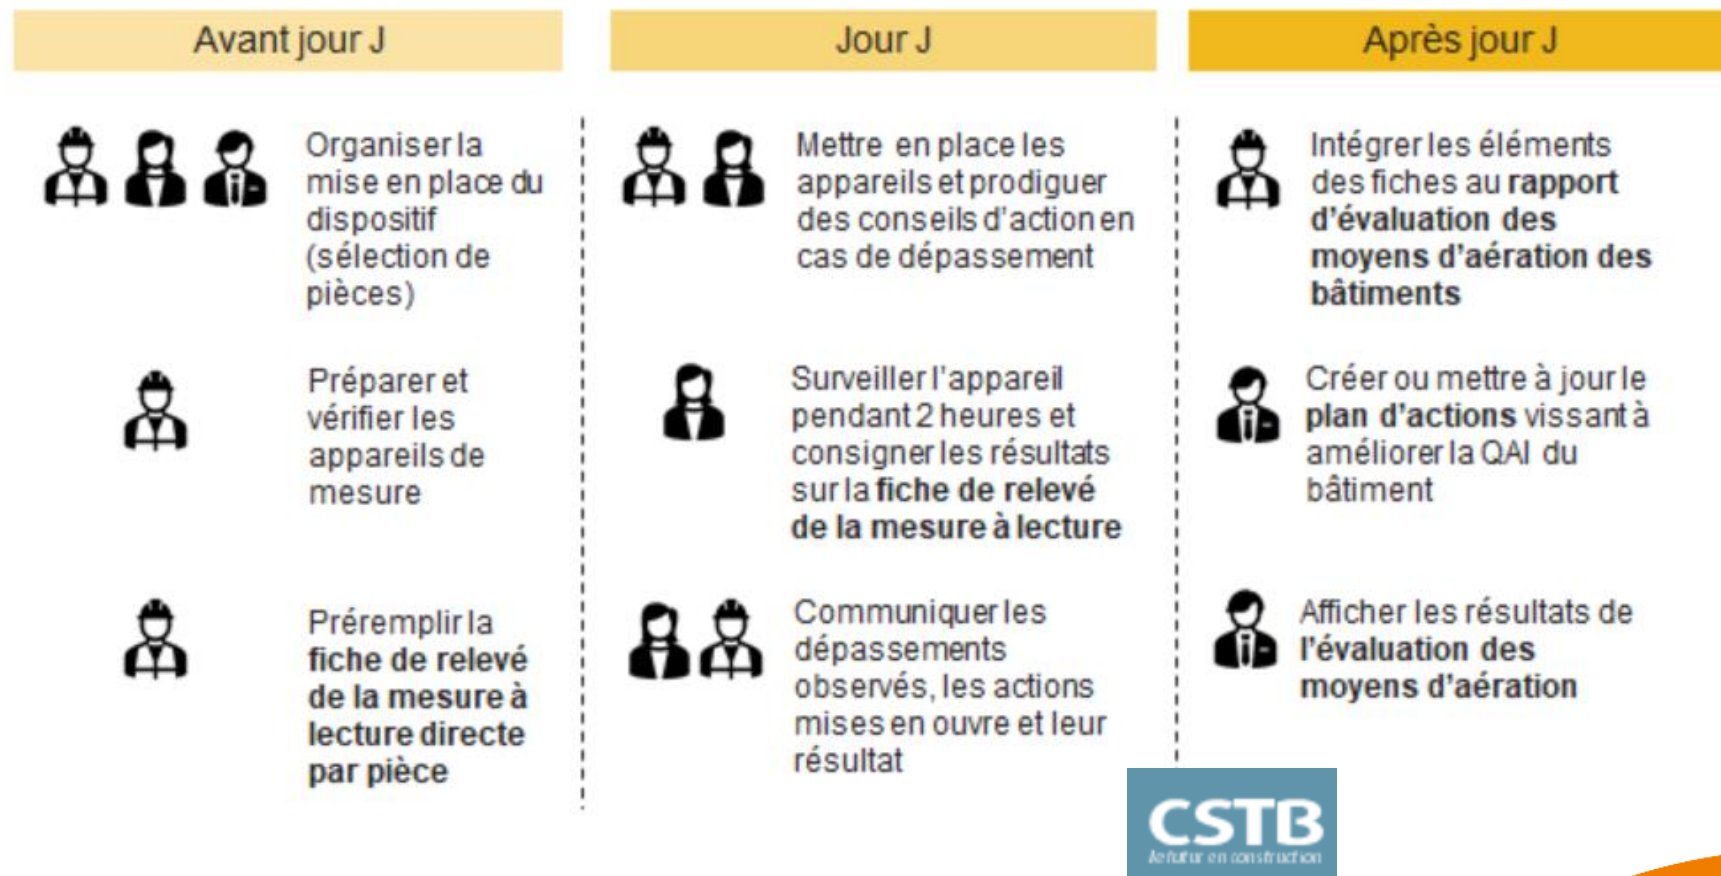 Avant jour J
Organiser la
mise en place du
dispositif
(sélection de
pièces)
Préparer et
vérifier les
appareils de
mesure
Préremplir la
fiche de relevé
de la mesure à
lecture directe
par pièce
Jour J
Mettre en place les
appareils et prodiguer
des conseils d'action en
cas de dépassement
Surveiller l'appareil
pendant 2 heures et
consigner les résultats
sur la fiche de relevé
de la mesure à lecture
Communiquer les
dépassements
observés, les actions
mises en ouvre et leur
résultat
Après jour J
Intégrer les éléments
des fiches au rapport
d'évaluation des
moyens d'aération des
bâtiments
Créer ou mettre à jour le
plan d'actions vissant à
améliorer la QAI du
bâtiment
Afficher les résultats de
l'évaluation des
moyens d'aération
CSTB
le futur en construction